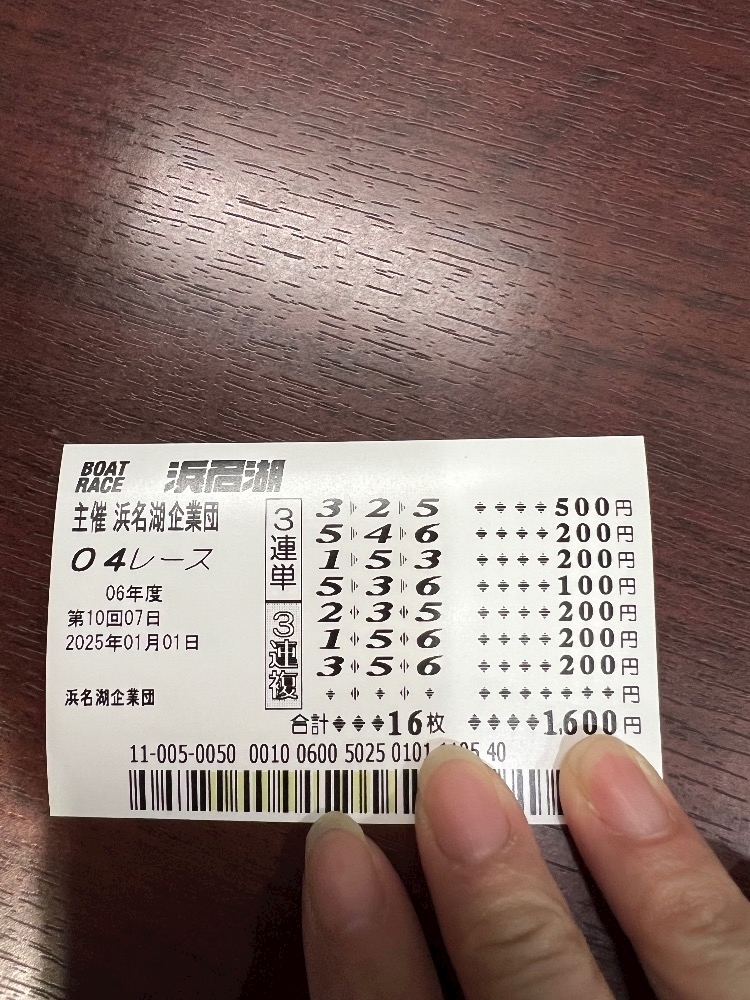 BOAT RACE 浜名湖
主催 浜名湖企業団
04レース
06年度
第10回07日
2025年01月01日
浜名湖企業団
3連単
3 2 5 500円
5 4 6 200円
1 5 3 200円
5 3 6 100円
3連複
2 3 5 200円
1 5 6 200円
3 5 6 200円
円
合計 16枚 1,600円
11-005-0050 0010 0600 5025 0101 40